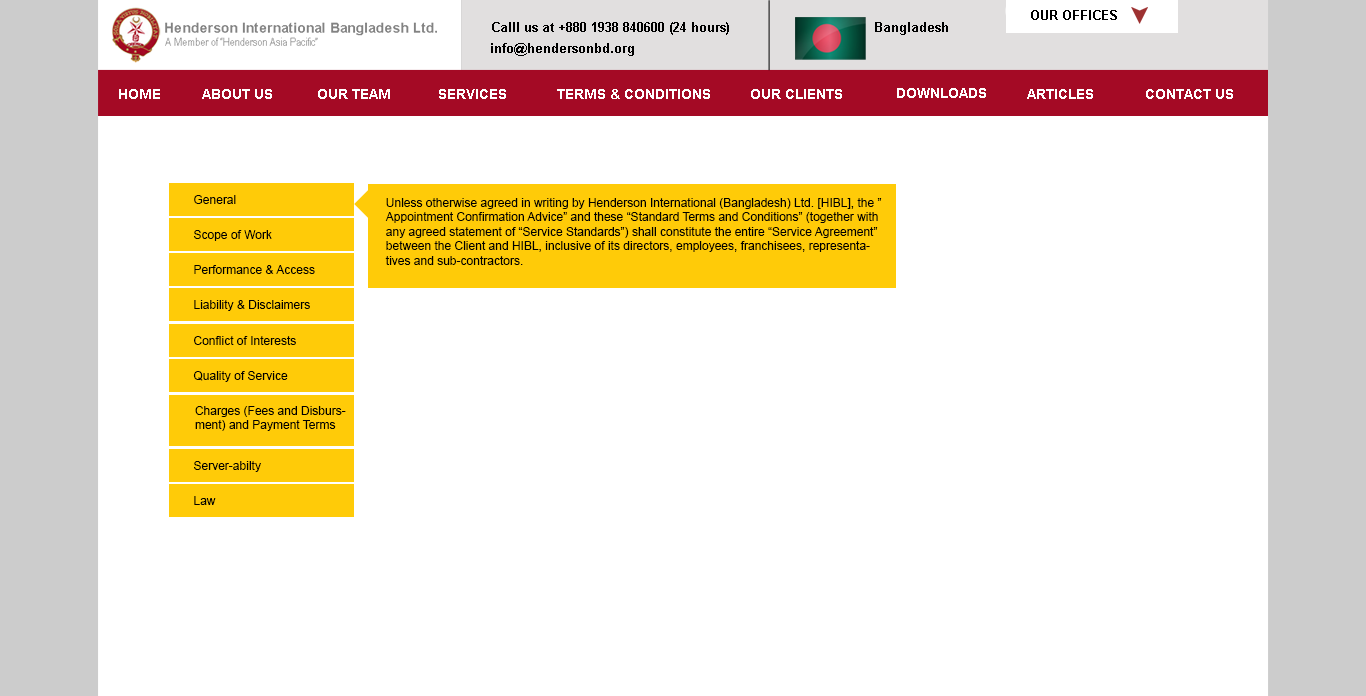 Henderson International Bangladesh Ltd.
A Member of "Henderson Asia Pacific"
Calll us at +880 1938 840600 (24 hours)
info@hendersonbd.org
Bangladesh
OUR OFFICES
HOME ABOUT US OUR TEAM SERVICES TERMS & CONDITIONS OUR CLIENTS DOWNLOADS ARTICLES CONTACT US
General
Scope of Work
Performance & Access
Liability & Disclaimers
Conflict of Interests
Quality of Service
Charges (Fees and Disburs-
ment) and Payment Terms
Server-abilty
Law
Unless otherwise agreed in writing by Henderson International (Bangladesh) Ltd. [HIBL], the ”
Appointment Confirmation Advice” and these “Standard Terms and Conditions” (together with
any agreed statement of “Service Standards”) shall constitute the entire “Service Agreement”
between the Client and HIBL, inclusive of its directors, employees, franchisees, representa-
tives and sub-contractors.